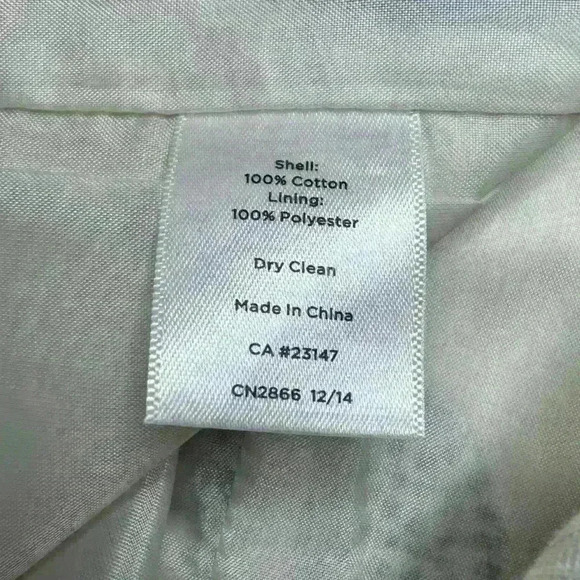 Shell:
100% Cotton
Lining:
100% Polyester
Dry Clean
Made In China
CA #23147
CN2866 12/14